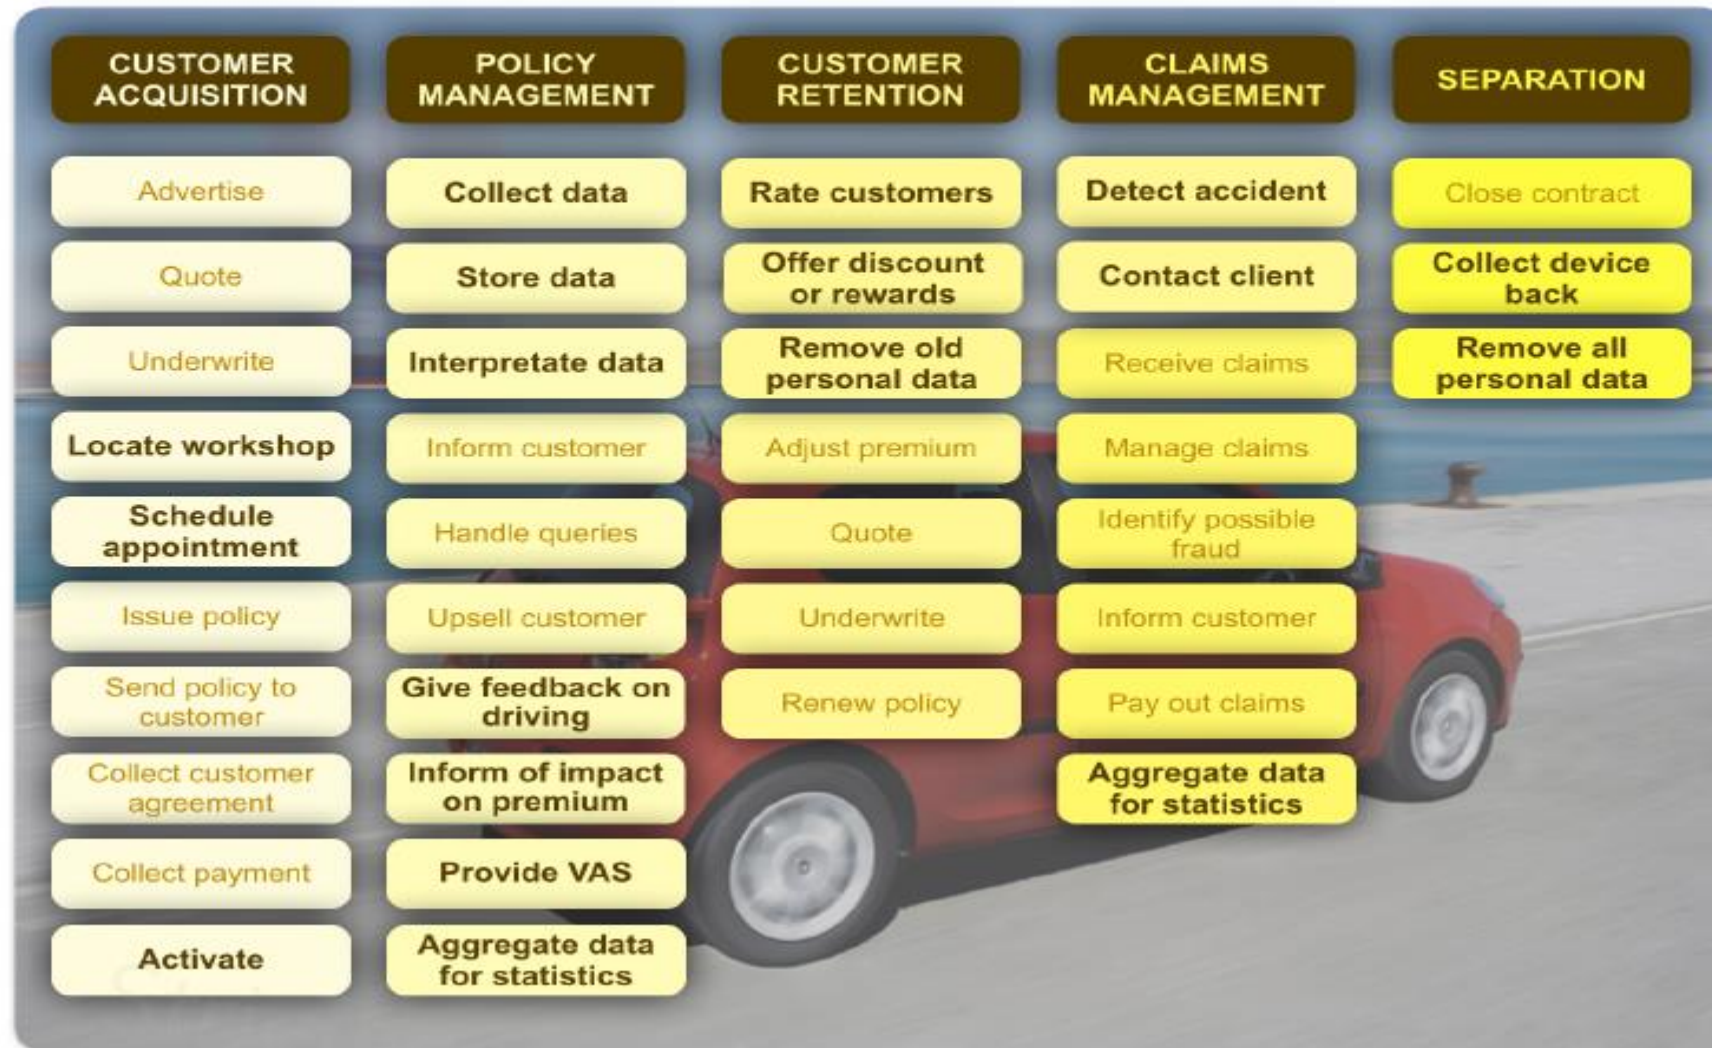 CUSTOMER
ACQUISITION
Advertise
Quote
Underwrite
Locate workshop
Schedule
appointment
Issue policy
Send policy to
customer
Collect customer
agreement
Collect payment
Activate
POLICY
MANAGEMENT
Collect data
Store data
Interpretate data
Inform customer
Handle queries
Upsell customer
Give feedback on
driving
Inform of impact
on premium
Provide VAS
Aggregate data
for statistics
CUSTOMER
RETENTION
Rate customers
Offer discount
or rewards
Remove old
personal data
Adjust premium
Quote
Underwrite
Renew policy
CLAIMS
MANAGEMENT
Detect accident
Contact client
Receive claims
Manage claims
Identify possible
fraud
Inform customer
Pay out claims
Aggregate data
for statistics
SEPARATION
Close contract
Collect device
back
Remove all
personal data